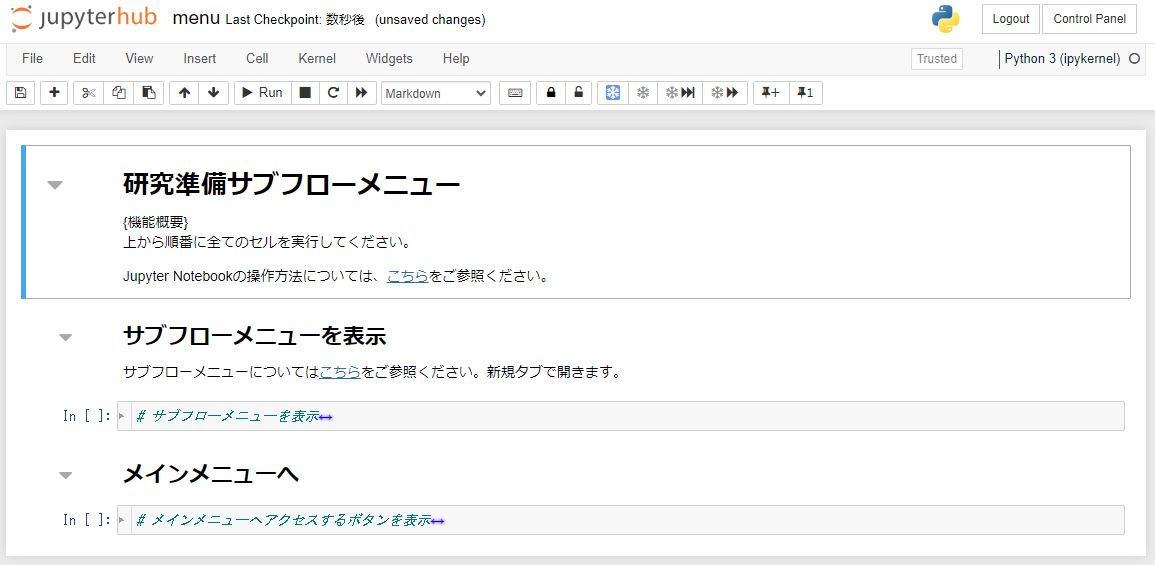 jupyterhub menu Last Checkpoint: 数秒後 (unsaved changes) Logout Control Panel
File Edit View Insert Cell Kernel Widgets Help Trusted Python 3 (ipykernel)
Run Markdown + 1
研究準備サブフローメニュー
{機能概要}
上から順番に全てのセルを実行してください。
Jupyter Notebookの操作方法については、こちらをご参照ください。
サブフローメニューを表示
サブフローメニューについてはこちらをご参照ください。新規タブで開きます。
In [ ]: # サブフローメニューを表示
メインメニューへ
In [ ]: # メインメニューへアクセスするボタンを表示